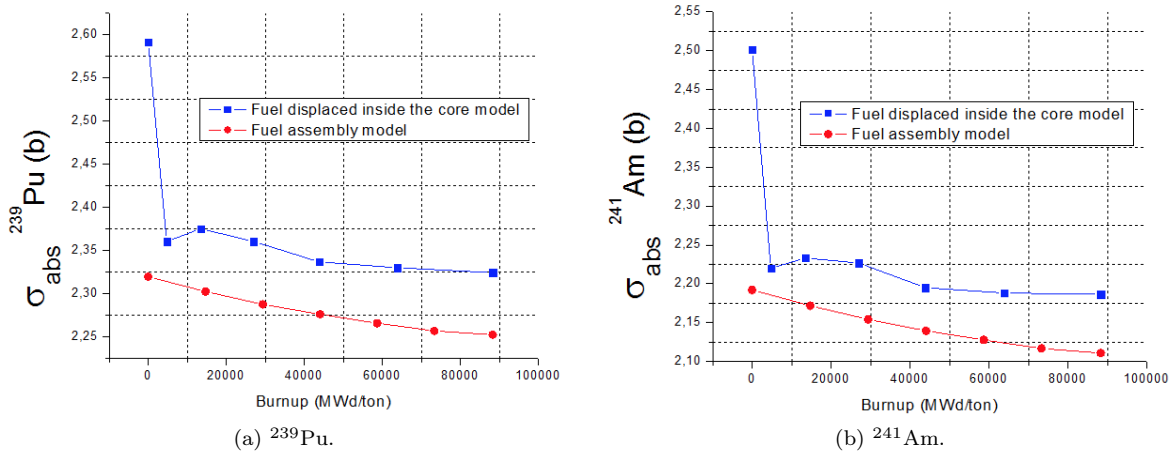 2,60
2,55
2,50
2,45
2,40
2,35
2,30
2,25
σabs ²³⁹Pu (b)
Fuel displaced inside the core model
Fuel assembly model
0 20000 40000 60000 80000 100000
Burnup (MWd/ton)
(a) ²³⁹Pu.
2,55
2,50
2,45
2,40
2,35
2,30
2,25
2,20
2,15
2,10
σabs ²⁴¹Am (b)
Fuel displaced inside the core model
Fuel assembly model
0 20000 40000 60000 80000 100000
Burnup (MWd/ton)
(b) ²⁴¹Am.